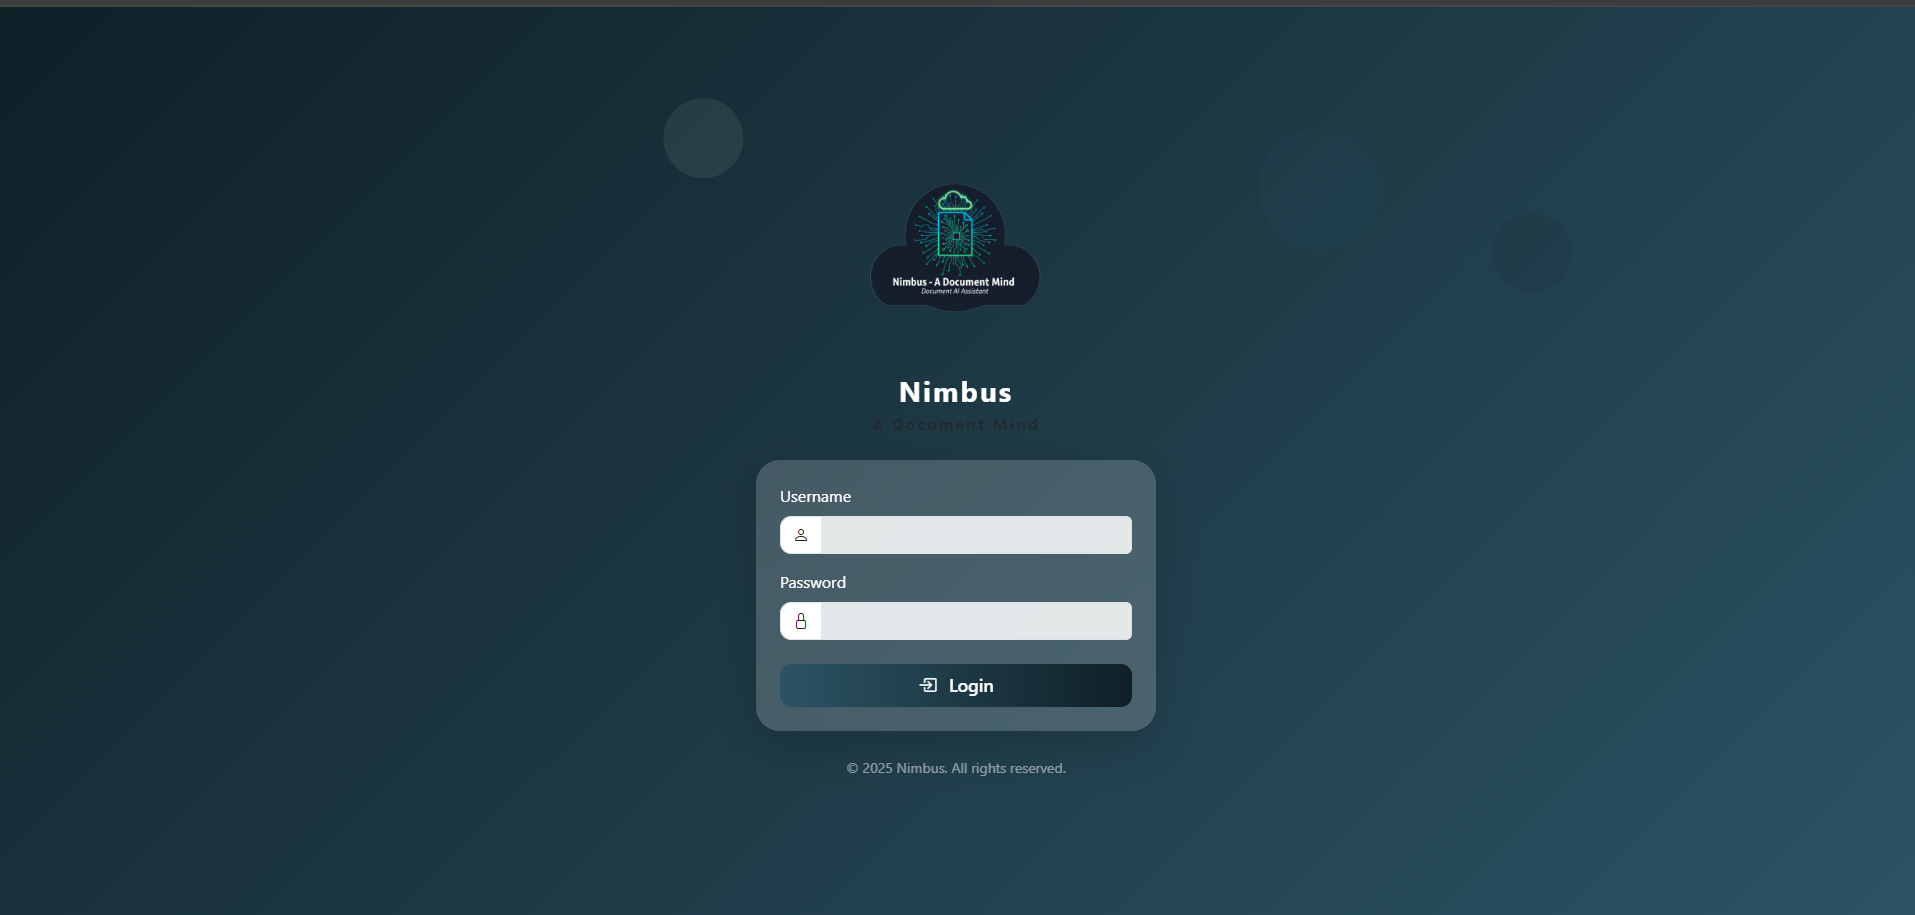 Nimbus - A Document Mind
Document AI Assistant
Nimbus
A Document Mind
Username
Password
Login
© 2025 Nimbus. All rights reserved.